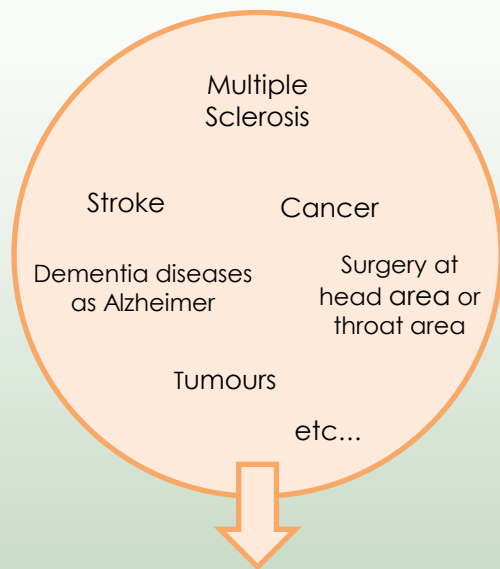 Multiple
Sclerosis
Stroke
Cancer
Dementia diseases
as Alzheimer
Surgery at
head area or
throat area
Tumours
etc...